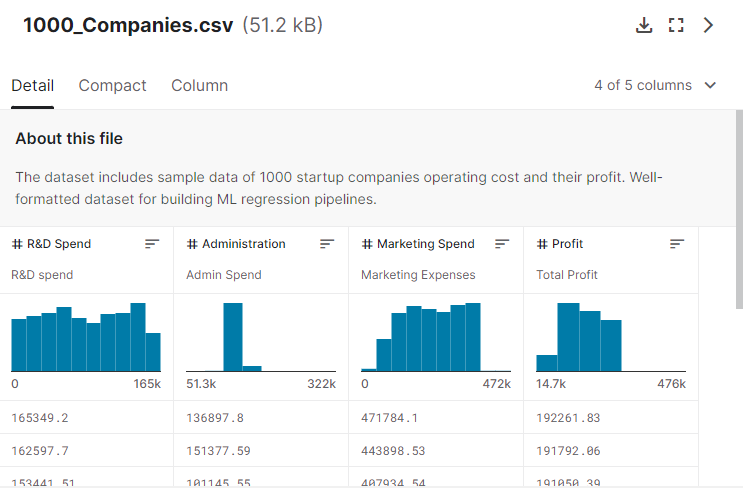 1000_Companies.csv (51.2 kB)
Detail Compact Column 4 of 5 columns
About this file
The dataset includes sample data of 1000 startup companies operating cost and their profit. Well-
formatted dataset for building ML regression pipelines.
# R&D Spend # Administration # Marketing Spend # Profit
R&D spend Admin Spend Marketing Expenses Total Profit
0 165k 51.3k 322k 0 472k 14.7k 476k
165349.2 136897.8 471784.1 192261.83
162597.7 151377.59 443898.53 191792.06
153441.51 101145.55 407934.54 191050.39